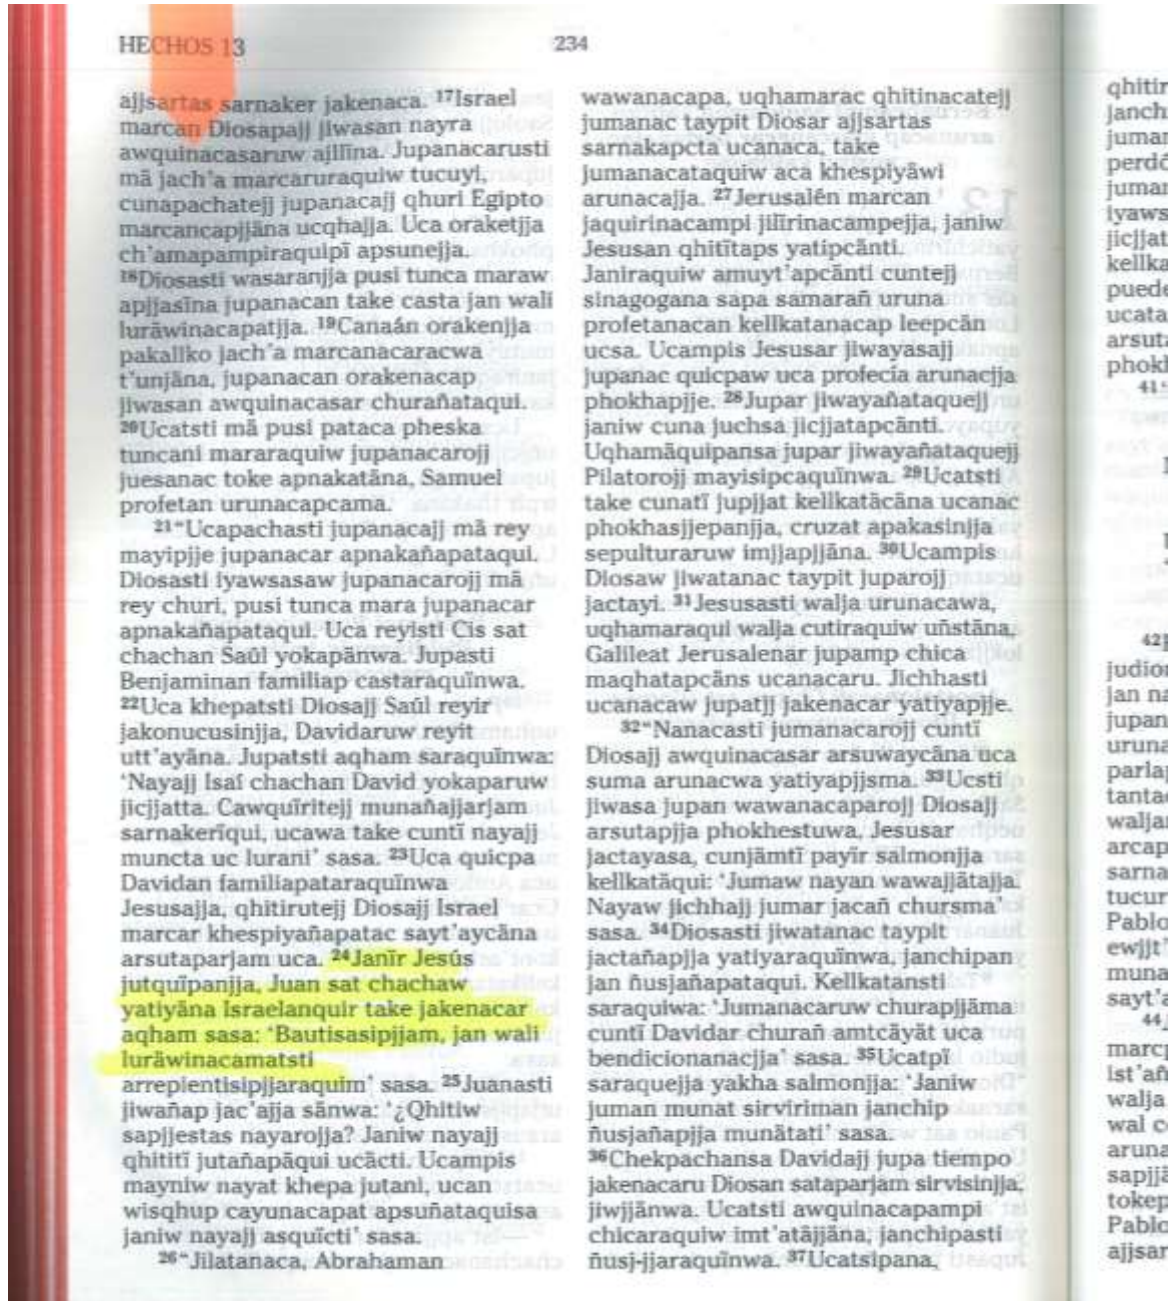 HECHOS 13
234
ajjsartas sarnaker jakenaca. 17Israel
marcan Diosapajj jiwasan nayra
awquinacasaruw ajllïna. Jupanacarusti
mä jach'a marcaruraquiw tucuyi,
cunapachatejj jupanacajj qhuri Egipto
marcancapjjäna ucqhajja. Uca oraketjja
ch'amapampiraquipï apsunejja.
18Diosasti wasaranjja pusi tunca maraw
apjjasïna jupanacan take casta jan wali
luräwinacapatjja. 19Canaán orakenjja
pakallko jach'a marcanacaracwa
t'unjäna, jupanacan orakenacap
jiwasan awquinacasar churañataqui.
20Ucatsti mä pusi pataca pheska
tuncani mararaquiw jupanacarojj
juesanac toke apnakatäna, Samuel
profetan urunacapcama.
21“Ucapachasti jupanacajj mä rey
mayipjje jupanacar apnakañapataqui.
Diosasti iyawsasaw jupanacarojj mä
rey churi, pusi tunca mara jupanacar
apnakañapataqui. Uca reyisti Cis sat
chachan Saúl yokapänwa. Jupasti
Benjaminan familiap castaraquïnwa.
22Uca khepatsti Diosajj Saúl reyir
jakonucusinjja, Davidaruw reyit
utt'ayäna. Jupatsti aqham saraquïnwa:
‘Nayajj Isaí chachan David yokaparuw
jicjjatta. Cawquïritejj munañajjarjam
sarnakerïqui, ucawa take cuntï nayajj
muncta uc lurani’ sasa. 23Uca quicpa
Davidan familiapataraquïnwa
Jesusajja, qhitirutejj Diosajj Israel
marcar khespiyañapatac sayt'aycäna
arsutaparjam uca. 24Janïr Jesús
jutquïpanjja, Juan sat chachaw
yatiyäna Israelanquir take jakenacar
aqham sasa: ‘Bautisasipjjam, jan wali
luräwinacamatsti
arrepientisipjjaraquim’ sasa. 25Juanasti
jiwañap jac'ajja sänwa: ‘¿Qhitiw
sapjjestas nayarojja? Janiw nayajj
qhititï jutañapäqui ucäcti. Ucampis
mayniw nayat khepa jutani, ucan
wisqhup cayunacapat apsuñataquisa
janiw nayajj asquïcti’ sasa.
26“Jilatanaca, Abrahaman
wawanacapa, uqhamarac qhitinacatejj
jumanac taypit Diosar ajjsartas
sarnakapcta ucanaca, take
jumanacataquiw aca khespiyäwi
arunacajja. 27Jerusalén marcan
jaquirinacampi jilïrinacampejja, janiw
Jesusan qhitïtaps yatipcänti.
Janiraquiw amuyt'apcänti cuntejj
sinagogana sapa samarañ uruna
profetanacan kellkatanacap leepcän
ucsa. Ucampis Jesusar jiwayasajj
jupanac quicpaw uca profecía arunacjja
phokhapjje. 28Jupar jiwayañataquejj
janiw cuna juchsa jicjjatapcänti.
Uqhamäquipansa jupar jiwayañataquejj
Pilatorojj mayisipcaquïnwa. 29Ucatsti
take cunatï jupjjat kellkatäcäna ucanac
phokhasjjepanjja, cruzat apakasinjja
sepulturaruw imjjapjjäna. 30Ucampis
Diosaw jiwatanac taypit juparojj
jactayi. 31Jesusasti walja urunacawa,
uqhamaraqui walja cutiraquiw uñstäna,
Galileat Jerusalenar jupamp chica
maqhatapcäns ucanacaru. Jichhasti
ucanacaw jupatjj jakenacar yatiyapjje.
32“Nanacasti jumanacarojj cuntï
Diosajj awquinacasar arsuwaycäna uca
suma arunacwa yatiyapjjsma. 33Ucsti
jiwasa jupan wawanacaparojj Diosajj
arsutapjja phokhestuwa, Jesusar
jactayasa, cunjämtï payïr salmonjja
kellkatäqui: ‘Jumaw nayan wawajjätajja.
Nayaw jichhajj jumar jacañ chursma’
sasa. 34Diosasti jiwatanac taypit
jactañapjja yatiyaraquïnwa, janchipan
jan ñusjañapataqui. Kellkatansti
saraquiwa: ‘Jumanacaruw churapjjäma
cuntï Davidar churañ amtcäyät uca
bendicionanacjja’ sasa. 35Ucatpï
saraquejja yakha salmonjja: ‘Janiw
juman munat sirviriman janchip
ñusjañapjja munätati’ sasa.
36Chekpachansa Davidajj jupa tiempo
jakenacaru Diosan sataparjam sirvisinjja,
jiwjjänwa. Ucatsti awquinacapampi
chicaraquiw imt'atäjjäna, janchipasti
ñusj-jjaraquïnwa. 37Ucatsipana,